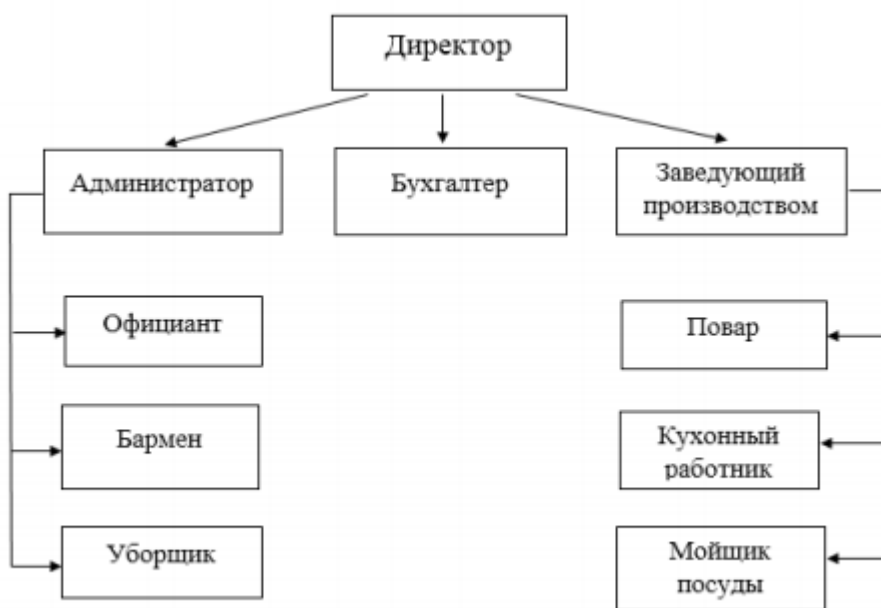 Директор
Администратор
Бухгалтер
Заведующий
производством
Официант
Повар
Бармен
Кухонный
работник
Уборщик
Мойщик
посуды